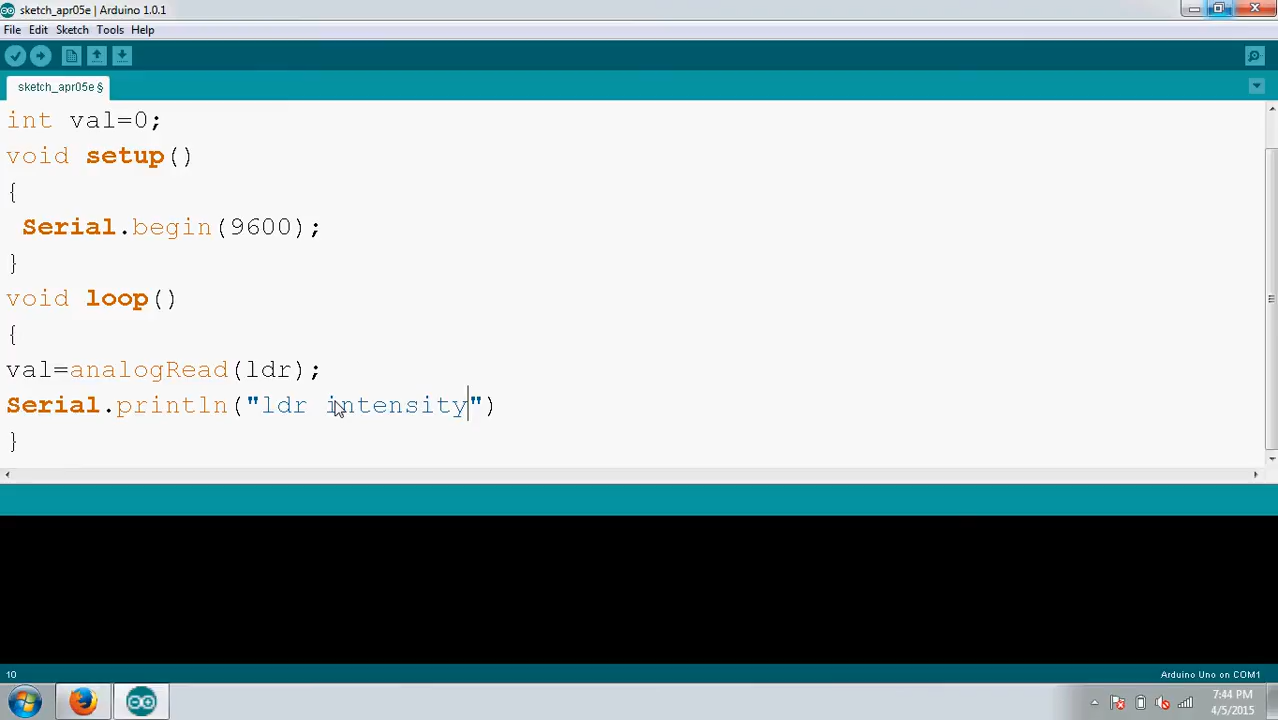 sketch_apr05e | Arduino 1.0.1
File Edit Sketch Tools Help
sketch_apr05e §
int val=0;
void setup()
{
Serial.begin(9600);
}
void loop()
{
val=analogRead(ldr);
Serial.println("ldr intensity")
}
10
Arduino Uno on COM1
7:44 PM
4/5/2015